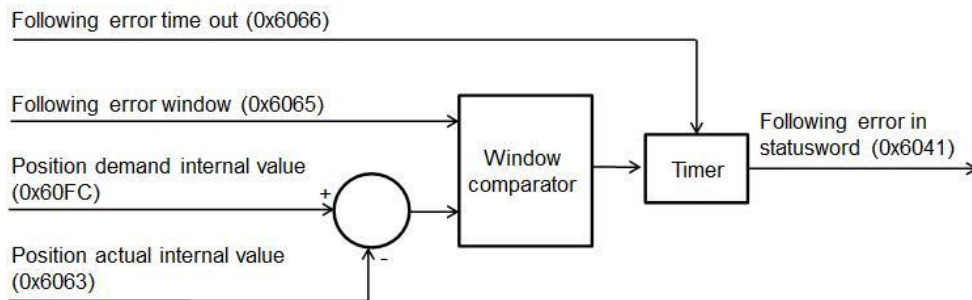 Following error time out (0x6066)
Following error window (0x6065)
Position demand internal value
(0x60FC)
+
Position actual internal value
(0x6063)
-
Window
comparator
Timer
Following error in
statusword (0x6041)